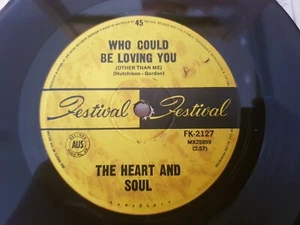 45
WHO COULD
BE LOVING YOU
(OTHER THAN ME)
(Hutchison - Gordon)
Festival Festival
AUS
FK-2127
MX25899
(2.57)
THE HEART AND
SOUL